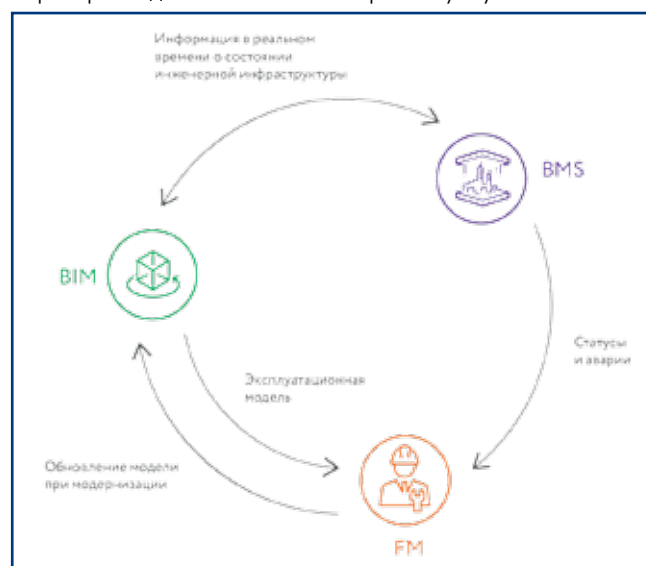 Информация в реальном
времени о состоянии
инженерной инфраструктуры
BMS
BIM
Статусы
и аварии
Эксплуатационная
модель
Обновление модели
при модернизации
FM